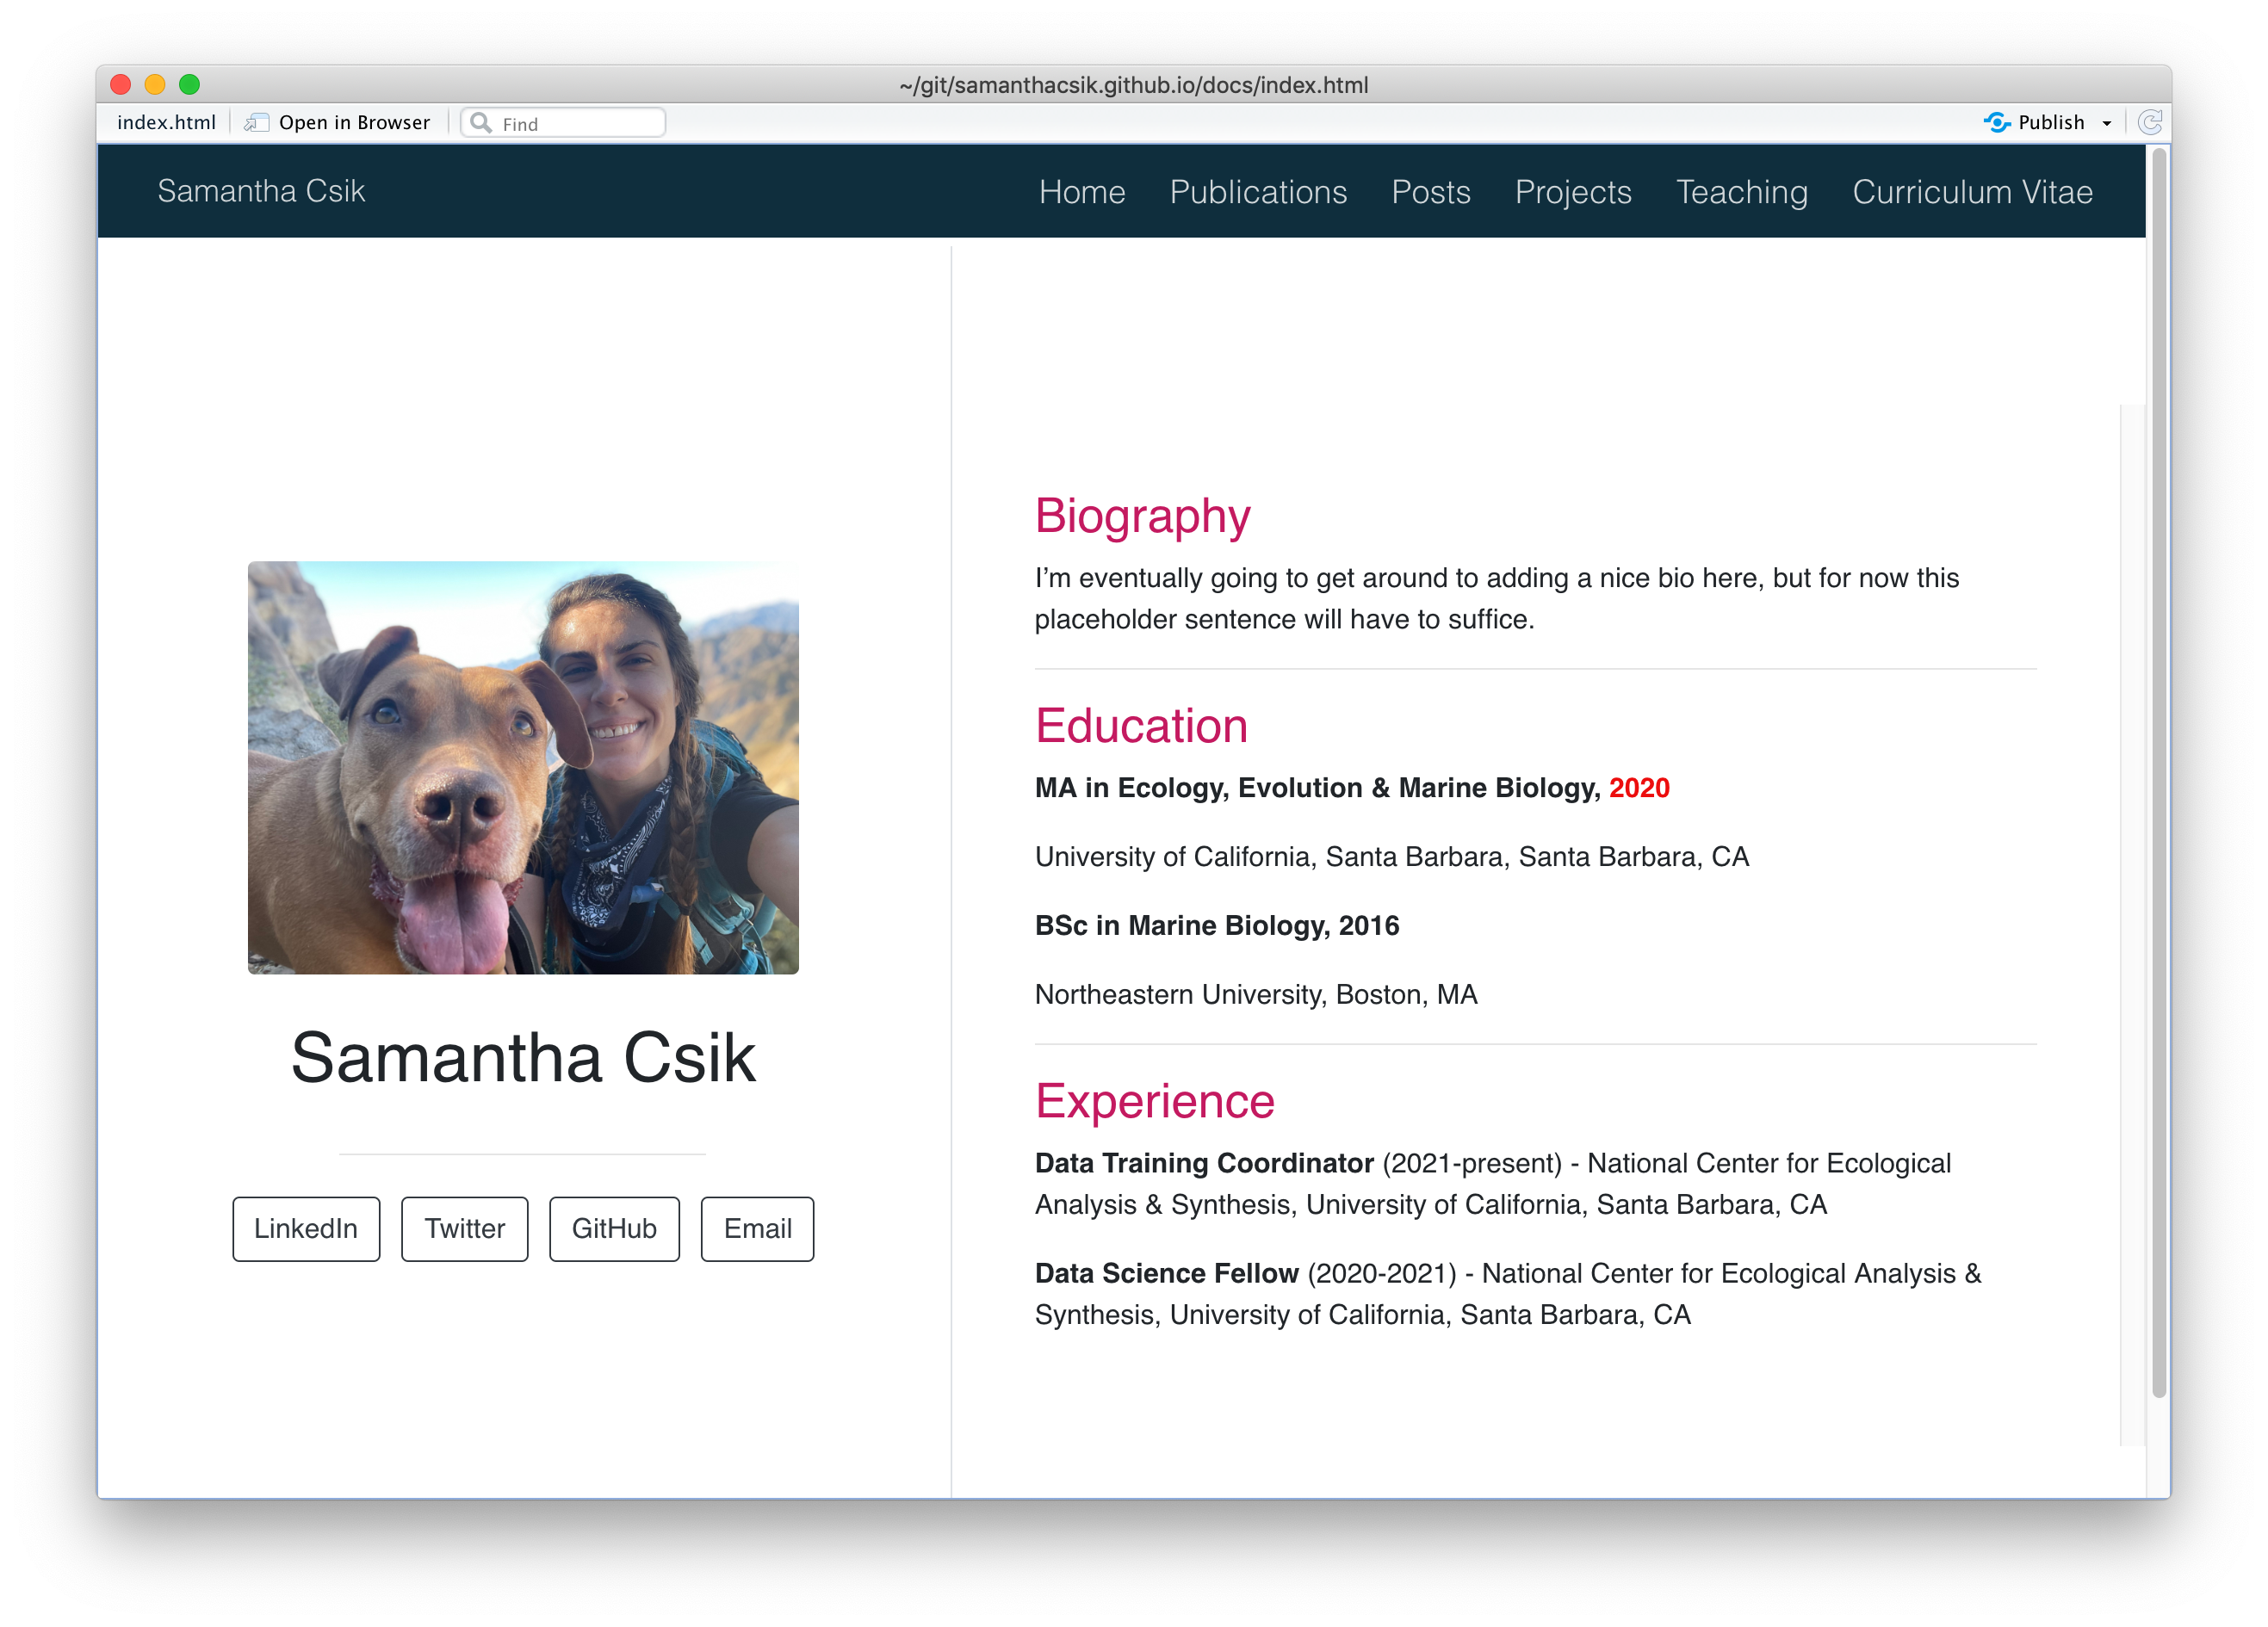 ~/git/samanthacsik.github.io/docs/index.html
index.html Open in Browser Find Publish
Samantha Csik Home Publications Posts Projects Teaching Curriculum Vitae
Samantha Csik
LinkedIn Twitter GitHub Email
Biography
I’m eventually going to get around to adding a nice bio here, but for now this
placeholder sentence will have to suffice.
Education
MA in Ecology, Evolution & Marine Biology, 2020
University of California, Santa Barbara, Santa Barbara, CA
BSc in Marine Biology, 2016
Northeastern University, Boston, MA
Experience
Data Training Coordinator (2021-present) - National Center for Ecological
Analysis & Synthesis, University of California, Santa Barbara, CA
Data Science Fellow (2020-2021) - National Center for Ecological Analysis &
Synthesis, University of California, Santa Barbara, CA